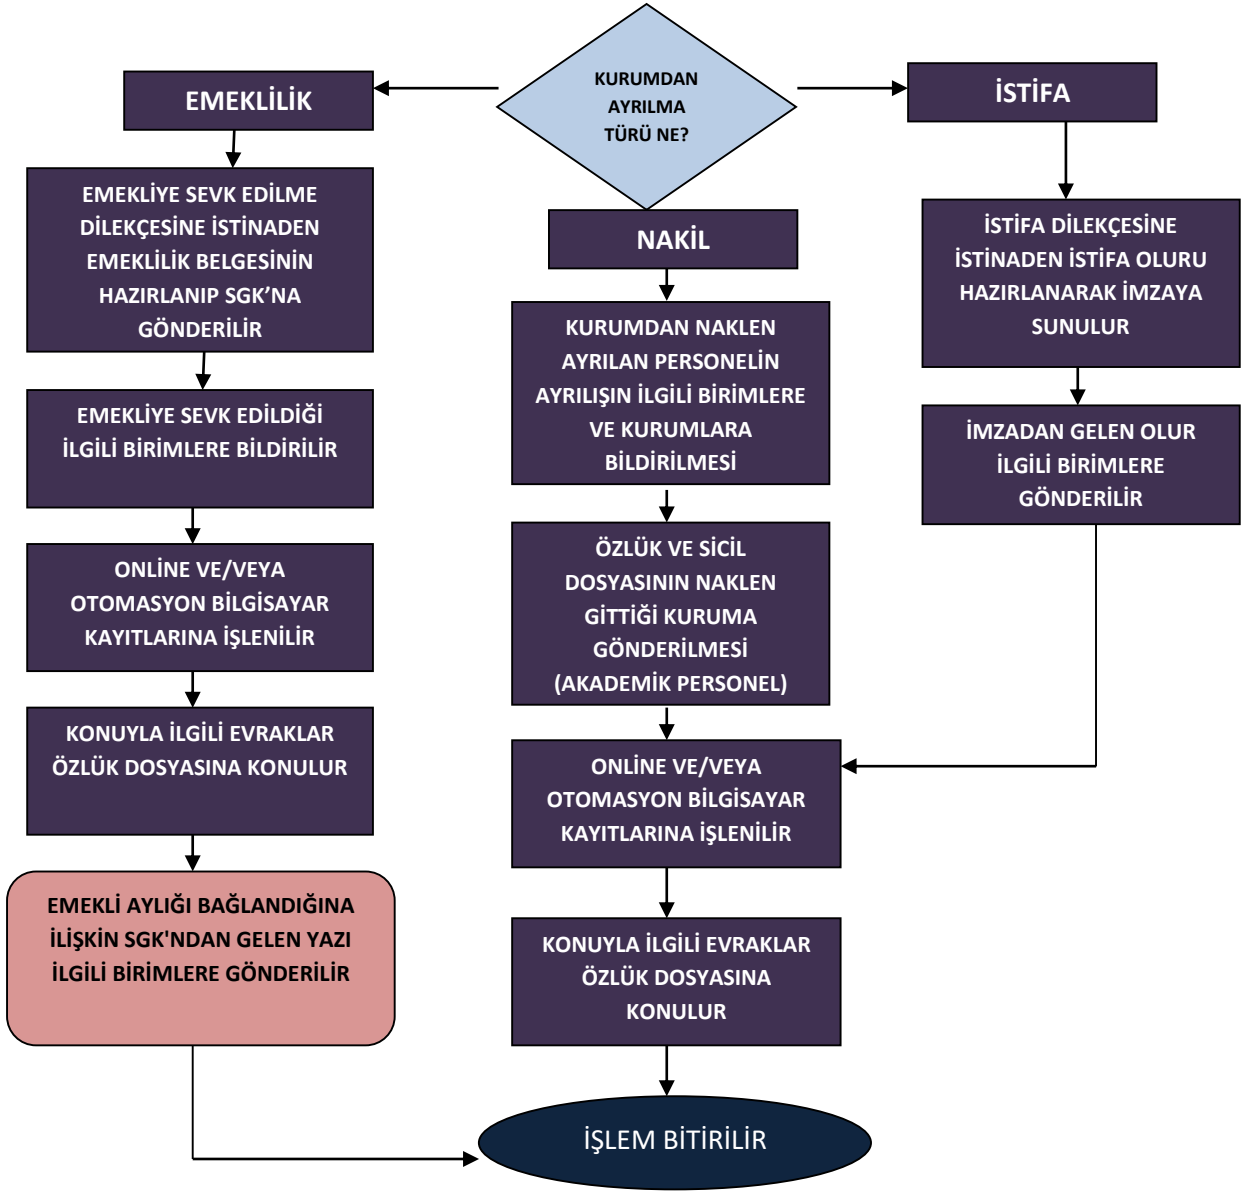 KURUMDAN
AYRILMA
TÜRÜ NE?
EMEKLİLİK
EMEKLİYE SEVK EDİLME
DİLEKÇESİNE İSTİNADEN
EMEKLİLİK BELGESİNİN
HAZIRLANIP SGK’NA
GÖNDERİLİR
EMEKLİYE SEVK EDİLDİĞİ
İLGİLİ BİRİMLERE BİLDİRİLİR
ONLİNE VE/VEYA
OTOMASYON BİLGİSAYAR
KAYITLARINA İŞLENİLİR
KONUYLA İLGİLİ EVRAKLAR
ÖZLÜK DOSYASINA KONULUR
EMEKLİ AYLIĞI BAĞLANDIĞINA
İLİŞKİN SGK'NDAN GELEN YAZI
İLGİLİ BİRİMLERE GÖNDERİLİR
NAKİL
KURUMDAN NAKLEN
AYRILAN PERSONELİN
AYRILIŞIN İLGİLİ BİRİMLERE
VE KURUMLARA
BİLDİRİLMESİ
ÖZLÜK VE SİCİL
DOSYASININ NAKLEN
GİTTİĞİ KURUMA
GÖNDERİLMESİ
(AKADEMİK PERSONEL)
ONLİNE VE/VEYA
OTOMASYON BİLGİSAYAR
KAYITLARINA İŞLENİLİR
KONUYLA İLGİLİ EVRAKLAR
ÖZLÜK DOSYASINA
KONULUR
İSTİFA
İSTİFA DİLEKÇESİNE
İSTİNADEN İSTİFA OLURU
HAZIRLANARAK İMZAYA
SUNULUR
İMZADAN GELEN OLUR
İLGİLİ BİRİMLERE
GÖNDERİLİR
İŞLEM BİTİRİLİR